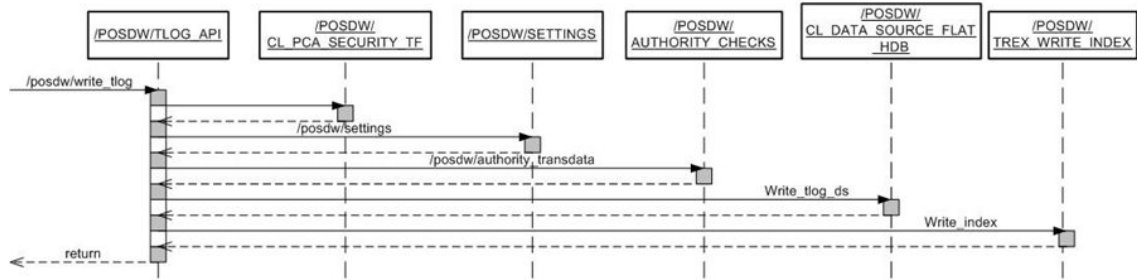 /POSDW/TLOG_API
/POSDW/
CL_PCA_SECURITY_TF
/POSDW/SETTINGS
/POSDW/
AUTHORITY_CHECKS
/POSDW/
CL_DATA_SOURCE_FLAT
_HDB
/POSDW/
TREX_WRITE_INDEX
/posdw/write_tlog
/posdw/settings
/posdw/authority_transdata
Write_tlog_ds
Write_index
return